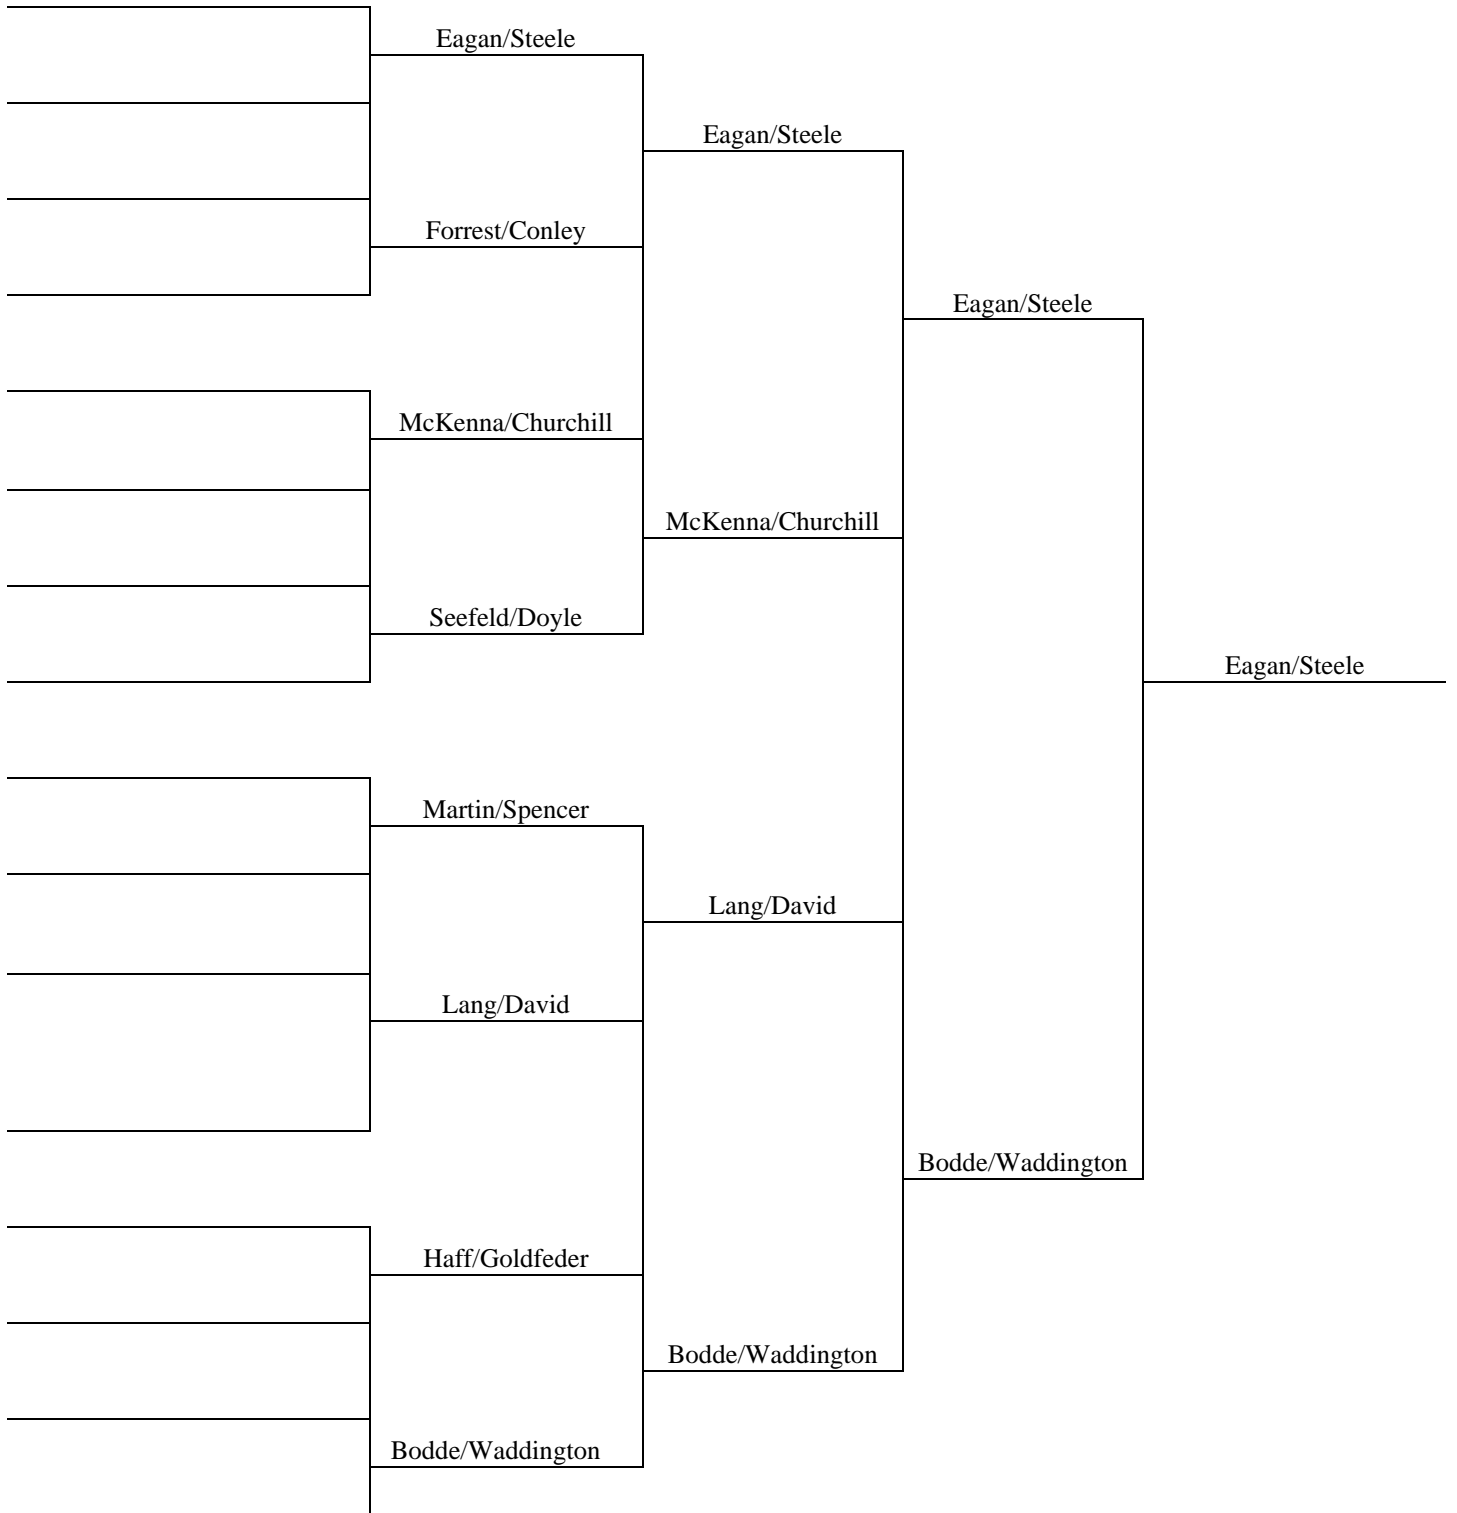 Eagan/Steele
Eagan/Steele
Forrest/Conley
Eagan/Steele
McKenna/Churchill
McKenna/Churchill
Seefeld/Doyle
Eagan/Steele
Martin/Spencer
Lang/David
Lang/David
Bodde/Waddington
Haff/Goldfeder
Bodde/Waddington
Bodde/Waddington